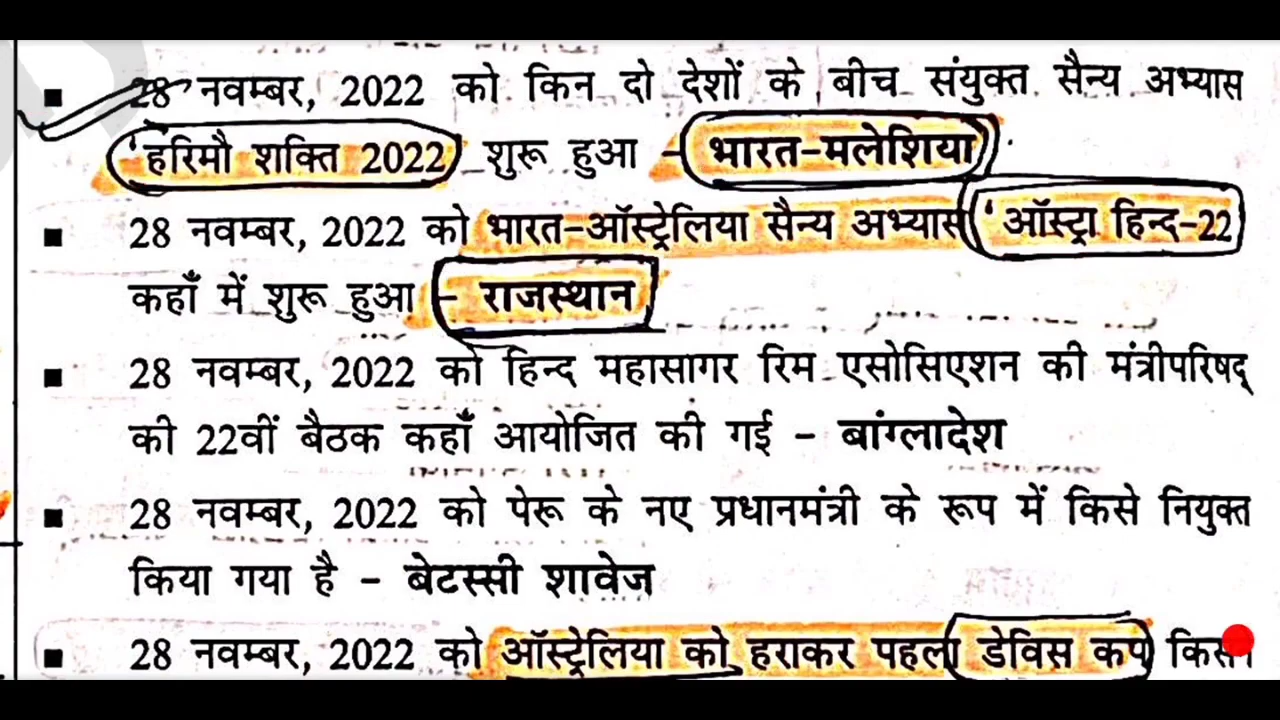 ■ 28 नवम्बर, 2022 को किन दो देशों के बीच संयुक्त सैन्य अभ्यास
'हरिमौ शक्ति 2022' शुरू हुआ - भारत-मलेशिया
■ 28 नवम्बर, 2022 को भारत-ऑस्ट्रेलिया सैन्य अभ्यास 'ऑस्ट्रा हिन्द-22
कहाँ में शुरू हुआ - राजस्थान
■ 28 नवम्बर, 2022 को हिन्द महासागर रिम एसोसिएशन की मंत्रीपरिषद्
की 22वीं बैठक कहाँ आयोजित की गई - बांग्लादेश
■ 28 नवम्बर, 2022 को पेरू के नए प्रधानमंत्री के रूप में किसे नियुक्त
किया गया है - बेटस्सी शावेज
■ 28 नवम्बर, 2022 को ऑस्ट्रेलिया को हराकर पहला डेविस कप